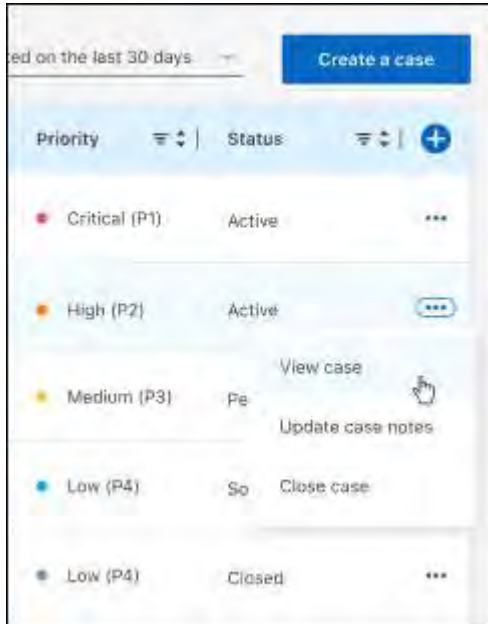 ted on the last 30 days
Create a case
Priority Status
Critical (P1) Active
High (P2) Active
View case
Medium (P3) Pe
Update case notes
Low (P4) So
Close case
Low (P4) Closed